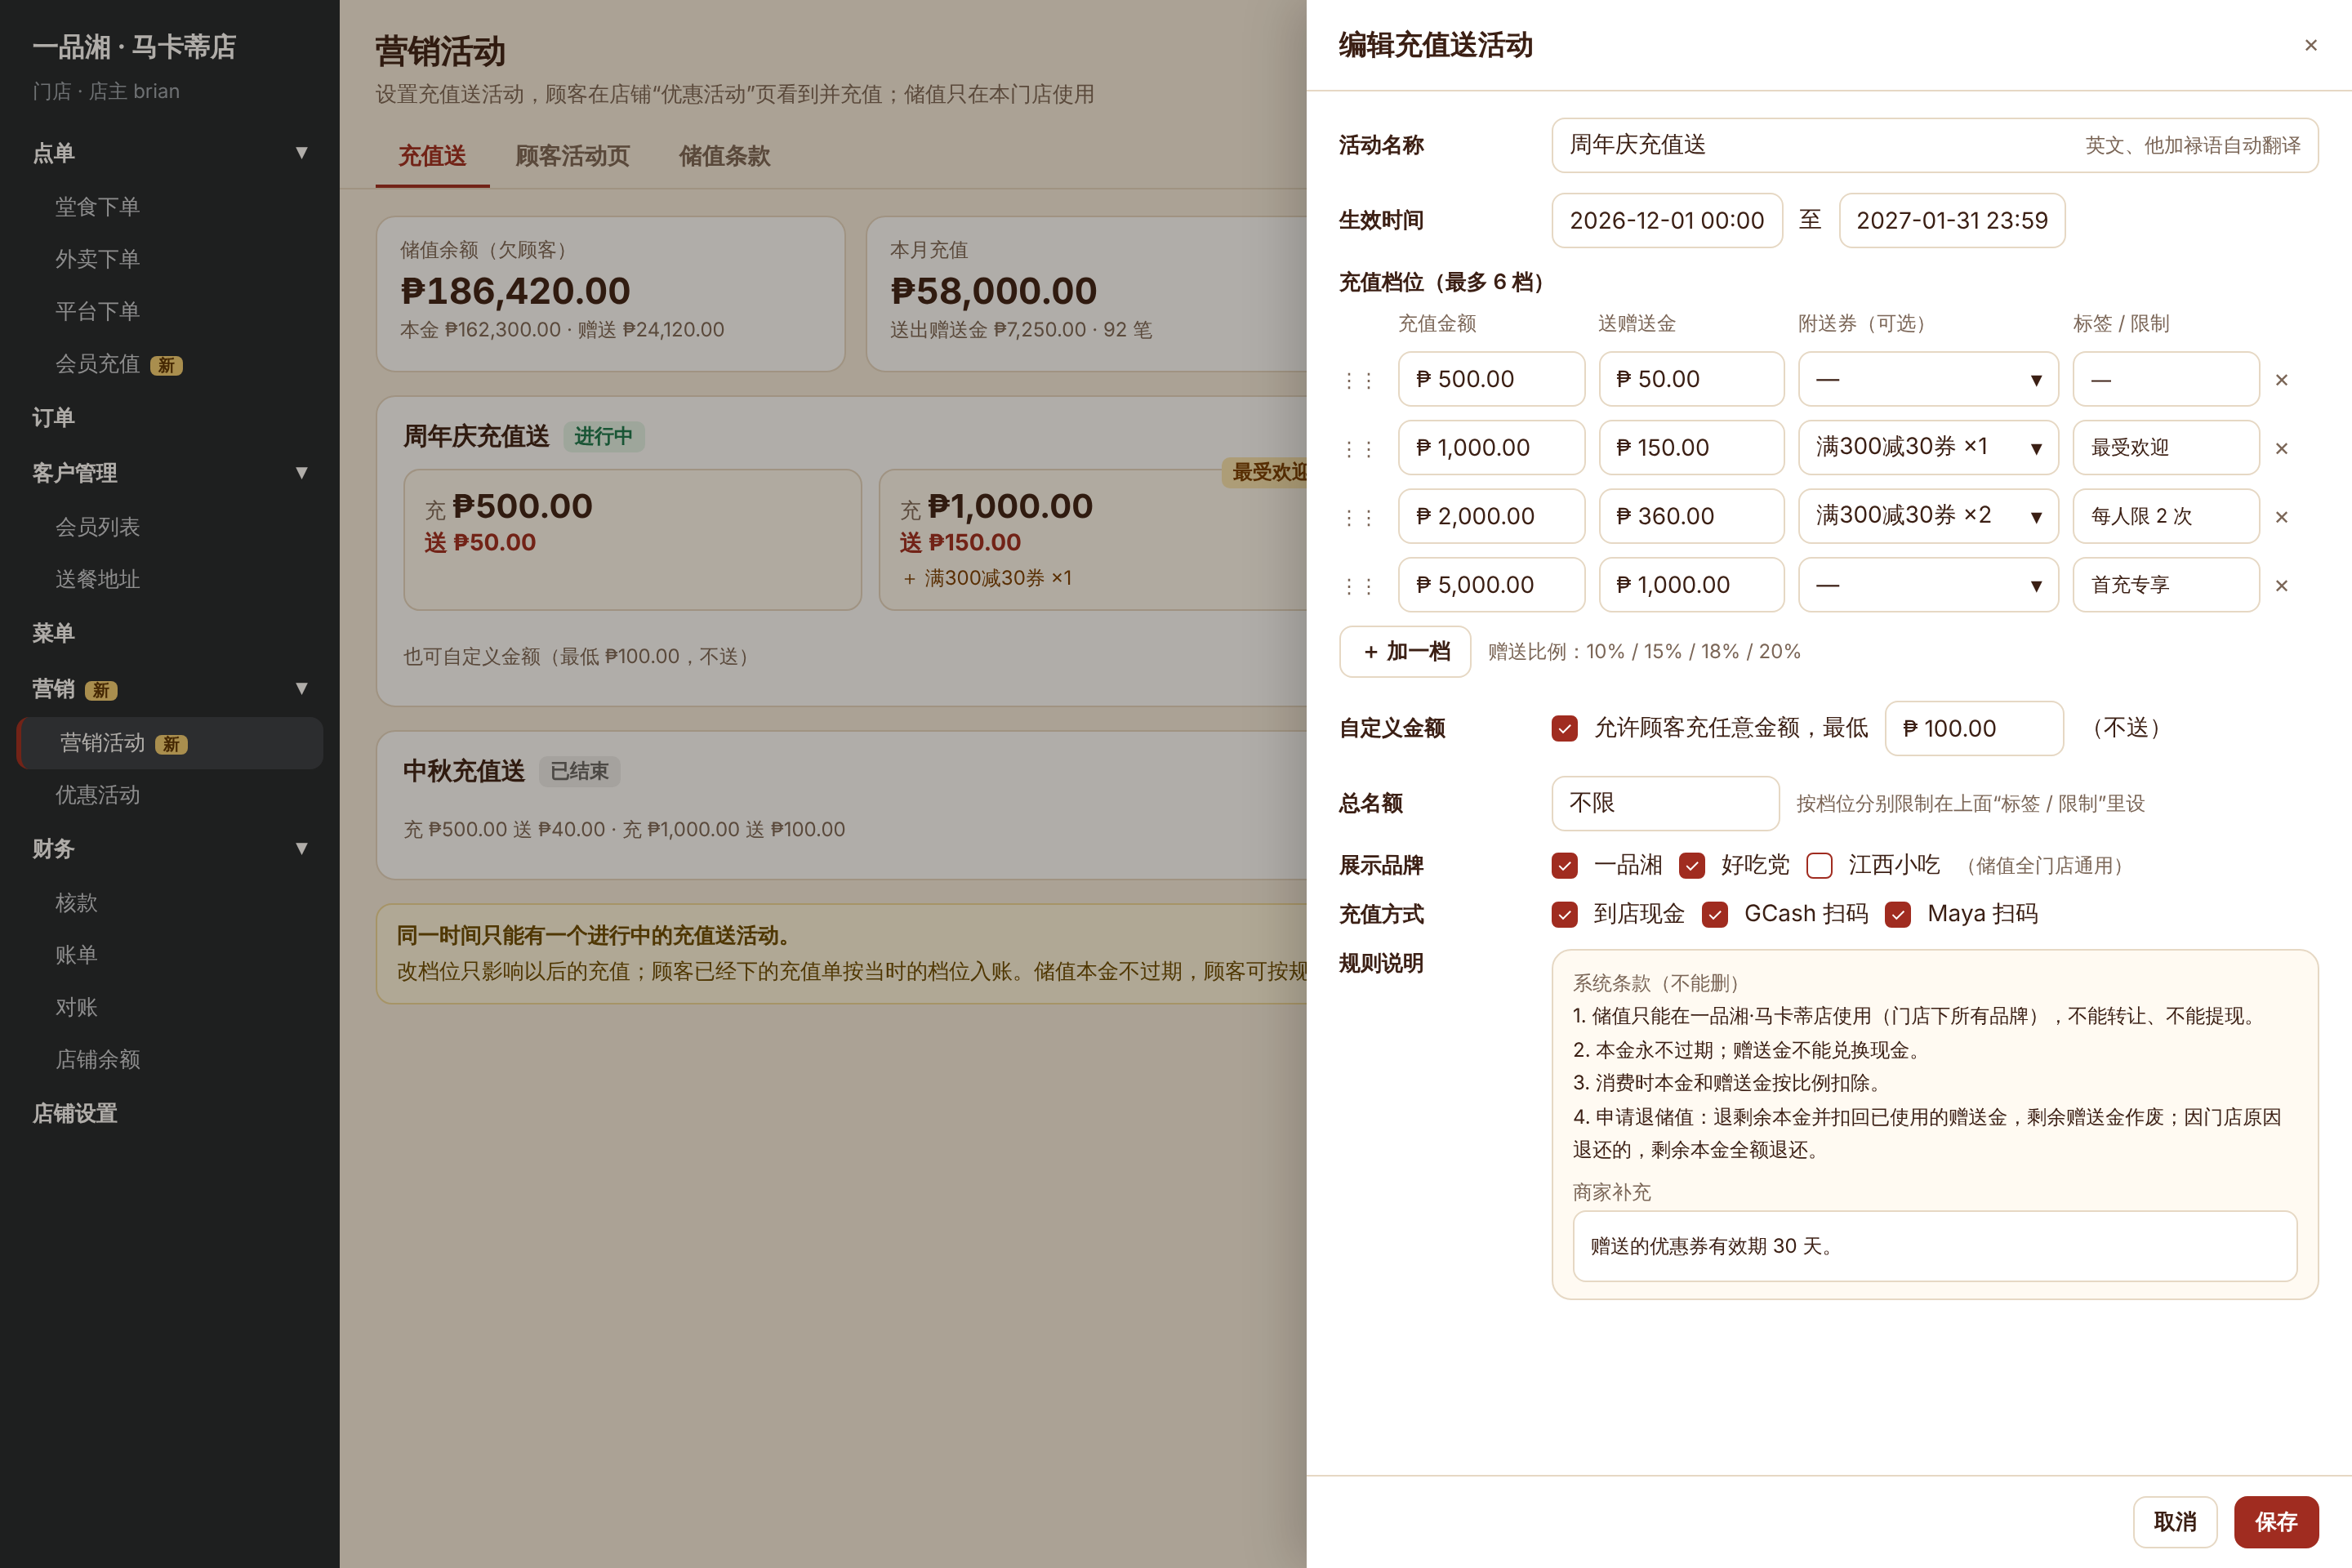 一品湘 · 马卡蒂店
门店 · 店主 brian
点单 ▼
堂食下单
外卖下单
平台下单
会员充值 新
订单
客户管理 ▼
会员列表
送餐地址
菜单
营销 新 ▼
营销活动 新
优惠活动
财务 ▼
核款
账单
对账
店铺余额
店铺设置
营销活动
设置充值送活动，顾客在店铺“优惠活动”页看到并充值；储值只在本门店使用
充值送 顾客活动页 储值条款
储值余额（欠顾客）
₱186,420.00
本金 ₱162,300.00 · 赠送 ₱24,120.00
本月充值
₱58,000.00
送出赠送金 ₱7,250.00 · 92 笔
周年庆充值送 进行中
充 ₱500.00
送 ₱50.00
最受欢迎
充 ₱1,000.00
送 ₱150.00
+ 满300减30券 ×1
也可自定义金额（最低 ₱100.00，不送）
中秋充值送 已结束
充 ₱500.00 送 ₱40.00 · 充 ₱1,000.00 送 ₱100.00
同一时间只能有一个进行中的充值送活动。
改档位只影响以后的充值；顾客已经下的充值单按当时的档位入账。储值本金不过期，顾客可按规
编辑充值送活动 ×
活动名称 周年庆充值送 英文、他加禄语自动翻译
生效时间 2026-12-01 00:00 至 2027-01-31 23:59
充值档位（最多 6 档）
充值金额 送赠送金 附送券（可选） 标签 / 限制
₱ 500.00 ₱ 50.00 — ▼ — ×
₱ 1,000.00 ₱ 150.00 满300减30券 ×1 ▼ 最受欢迎 ×
₱ 2,000.00 ₱ 360.00 满300减30券 ×2 ▼ 每人限 2 次 ×
₱ 5,000.00 ₱ 1,000.00 — ▼ 首充专享 ×
+ 加一档 赠送比例：10% / 15% / 18% / 20%
自定义金额 允许顾客充任意金额，最低 ₱ 100.00 （不送）
总名额 不限 按档位分别限制在上面“标签 / 限制”里设
展示品牌 一品湘 好吃党 江西小吃 （储值全门店通用）
充值方式 到店现金 GCash 扫码 Maya 扫码
规则说明
系统条款（不能删）
1. 储值只能在一品湘·马卡蒂店使用（门店下所有品牌），不能转让、不能提现。
2. 本金永不过期；赠送金不能兑换现金。
3. 消费时本金和赠送金按比例扣除。
4. 申请退储值：退剩余本金并扣回已使用的赠送金，剩余赠送金作废；因门店原因
退还的，剩余本金全额退还。
商家补充
赠送的优惠券有效期 30 天。
取消 保存